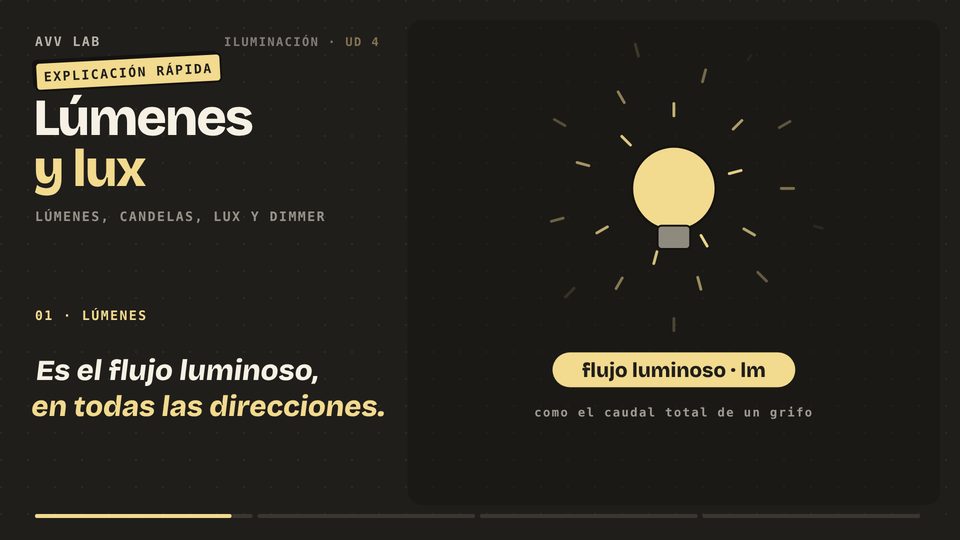 AVV LAB
ILUMINACIÓN · UD 4
EXPLICACIÓN RÁPIDA
Lúmenes
y lux
LÚMENES, CANDELAS, LUX Y DIMMER
01 · LÚMENES
Es el flujo luminoso,
en todas las direcciones.
flujo luminoso · lm
como el caudal total de un grifo